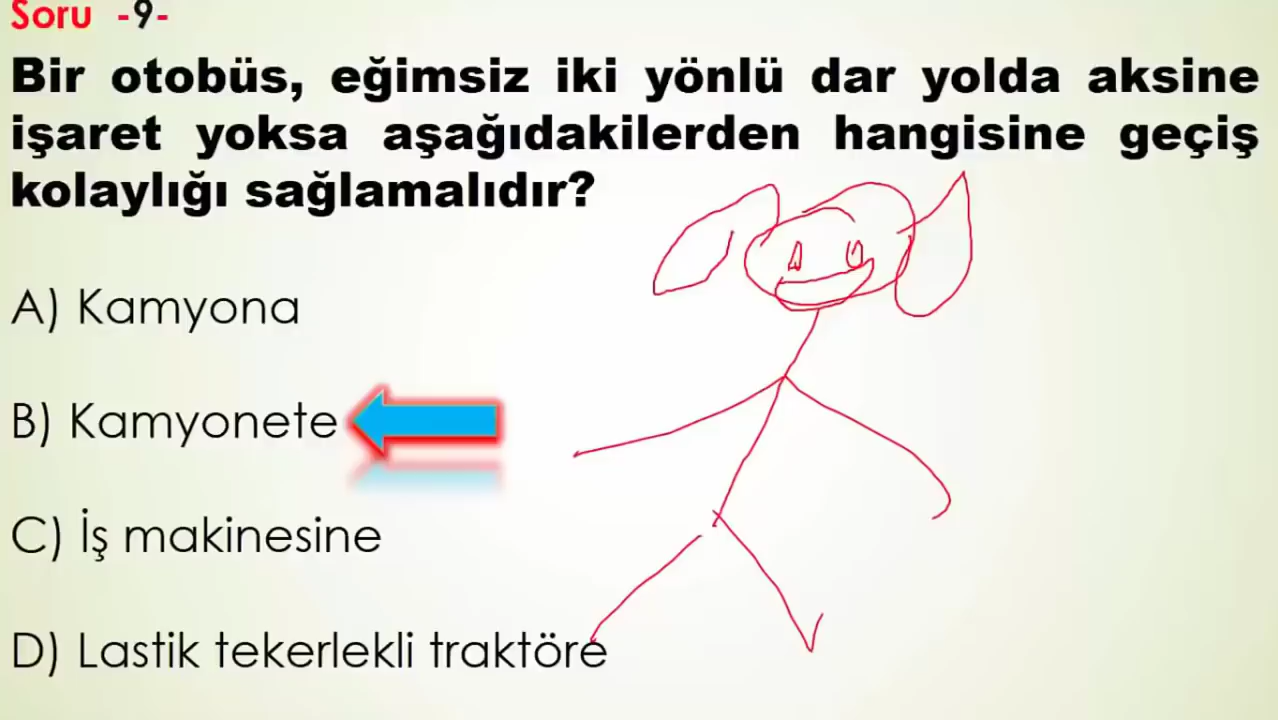 Soru -9-
Bir otobüs, eğimsiz iki yönlü dar yolda aksine
işaret yoksa aşağıdakilerden hangisine geçiş
kolaylığı sağlamalıdır?
A) Kamyona
B) Kamyonete
C) İş makinesine
D) Lastik tekerlekli traktöre